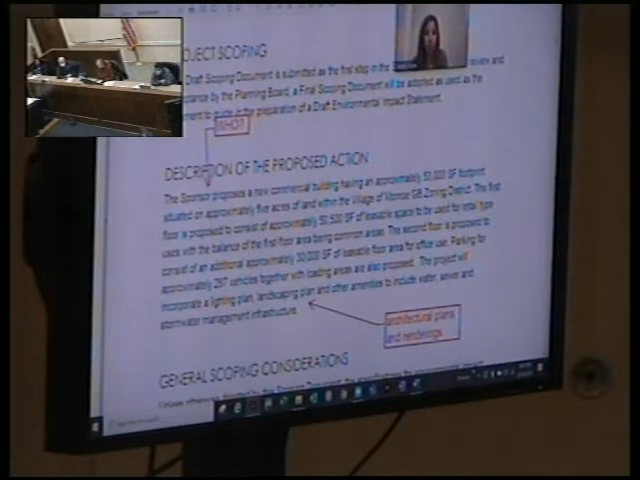 OJECT SCOPING
Draft Scoping Document is submitted as the first step in the review and
tance by the Planning Board, a Final Scoping Document will be adopted as used as the
ment to guide in the preparation of a Draft Environmental Impact Statement.
WHO?
DESCRIPTION OF THE PROPOSED ACTION
The Sponsor proposes a new commercial building having an approximately 51,000 SF footprint
situated on approximately five acres of land within the Village of Monroe GB Zoning District. The first
floor is proposed to consist of approximately 50,500 SF of leasable space to be used for retail type
uses with the balance of the first floor area being common areas. The second floor is proposed to
consist of an additional approximately 30,000 SF of leasable floor area for office use. Parking for
approximately 267 vehicles together with loading areas are also proposed. The project will
incorporate a lighting plan, landscaping plan and other amenities to include water, sewer and
stormwater management infrastructure.
architectural plans
and renderings
GENERAL SCOPING CONSIDERATIONS